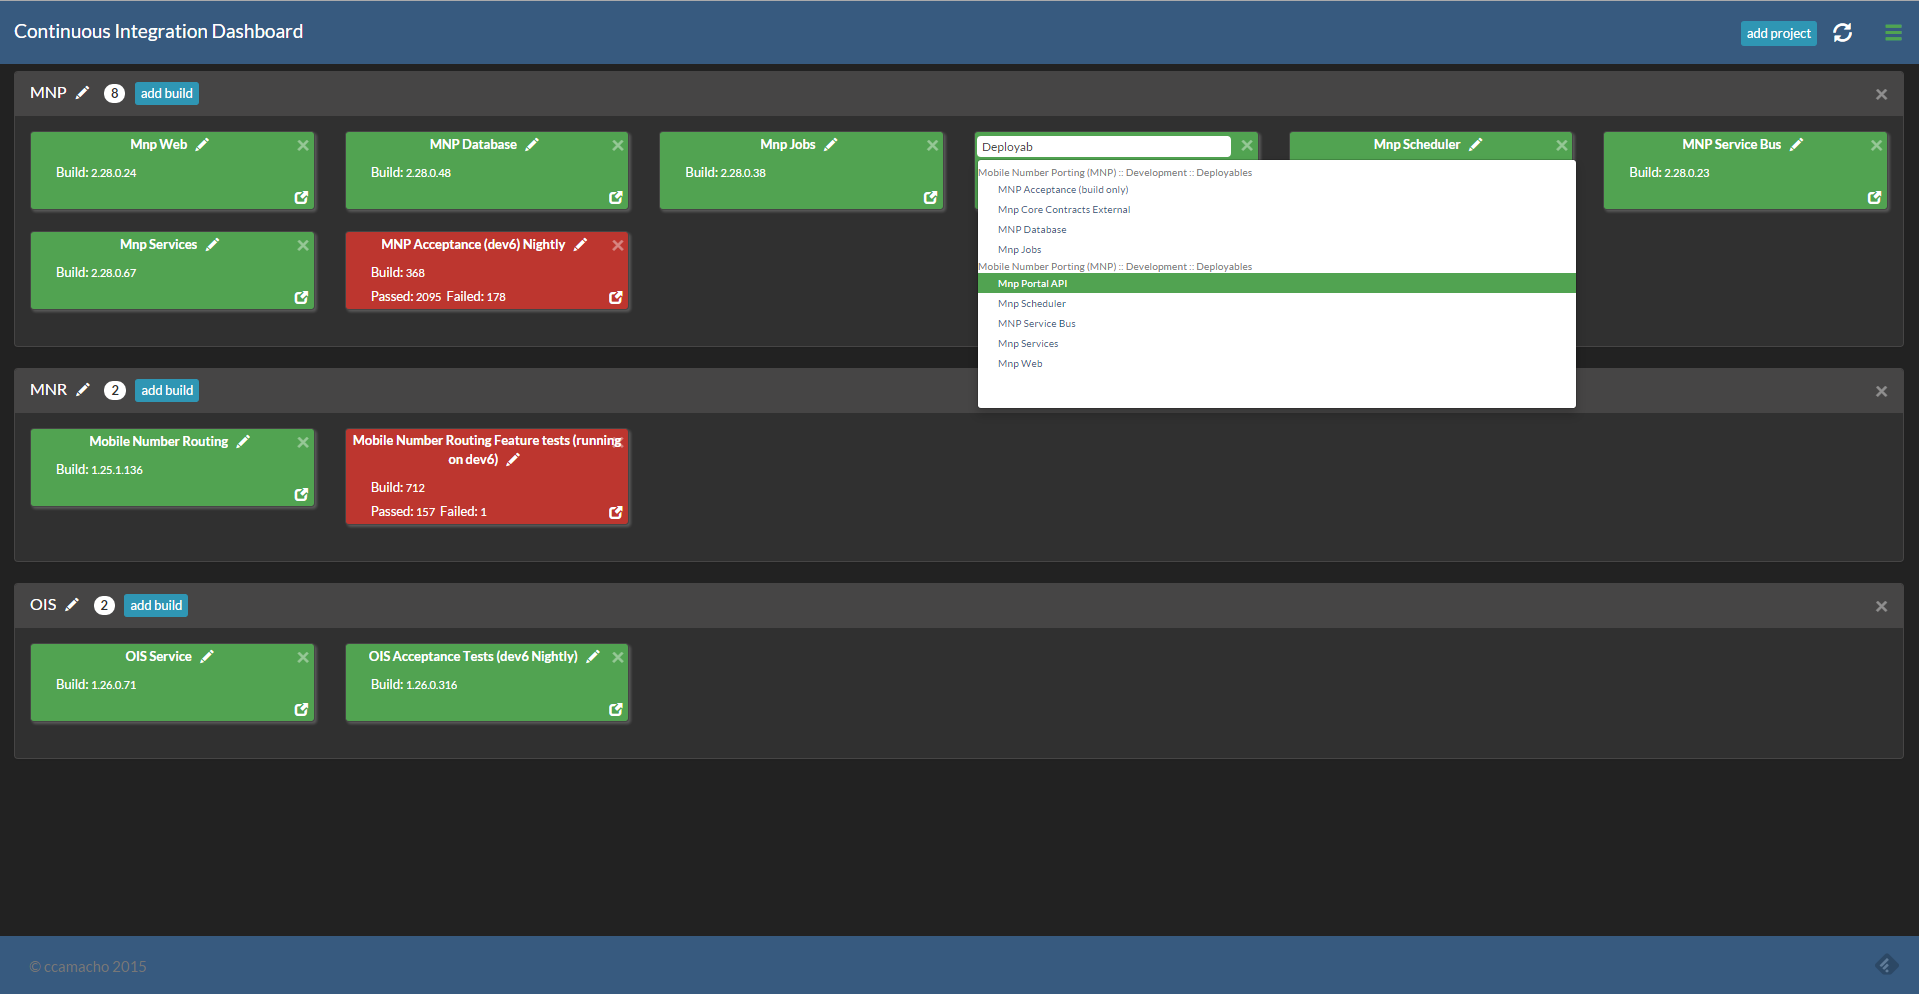 Continuous Integration Dashboard
add project
MNP 8 add build
Mnp Web
Build: 2.28.0.24
MNP Database
Build: 2.28.0.48
Mnp Jobs
Build: 2.28.0.38
Deployab
Mobile Number Porting (MNP) :: Development :: Deployables
MNP Acceptance (build only)
Mnp Core Contracts External
MNP Database
Mnp Jobs
Mobile Number Porting (MNP) :: Development :: Deployables
Mnp Portal API
Mnp Scheduler
MNP Service Bus
Mnp Services
Mnp Web
Mnp Scheduler
MNP Service Bus
Build: 2.28.0.23
Mnp Services
Build: 2.28.0.67
MNP Acceptance (dev6) Nightly
Build: 368
Passed: 2095 Failed: 178
MNR 2 add build
Mobile Number Routing
Build: 1.25.1.136
Mobile Number Routing Feature tests (running
on dev6)
Build: 712
Passed: 157 Failed: 1
OIS 2 add build
OIS Service
Build: 1.26.0.71
OIS Acceptance Tests (dev6 Nightly)
Build: 1.26.0.316
© ccamacho 2015